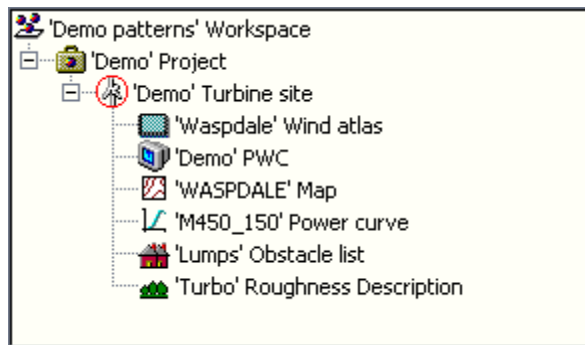 'Demo patterns' Workspace
'Demo' Project
'Demo' Turbine site
'Waspdale' Wind atlas
'Demo' PWC
'WASPDALE' Map
'M450_150' Power curve
'Lumps' Obstacle list
'Turbo' Roughness Description